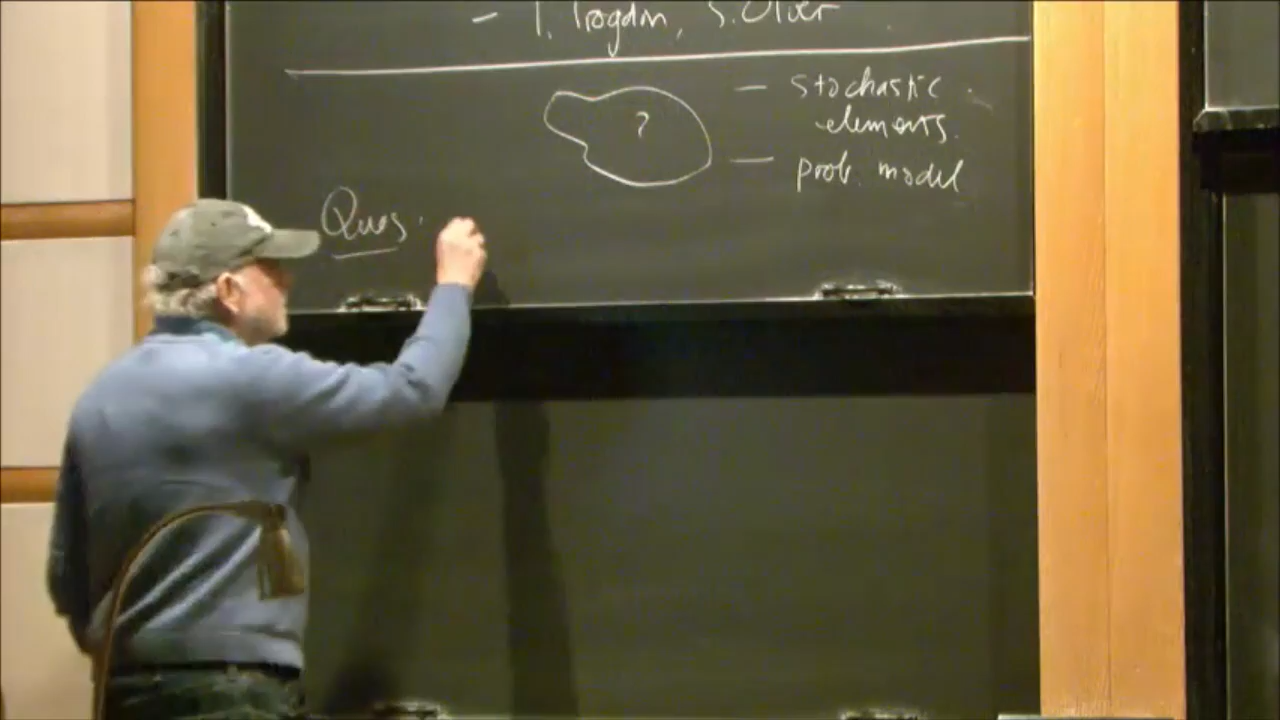 - T. Trogdon, S. Olver
?
- stochastic
elements.
- prob. model
Ques.